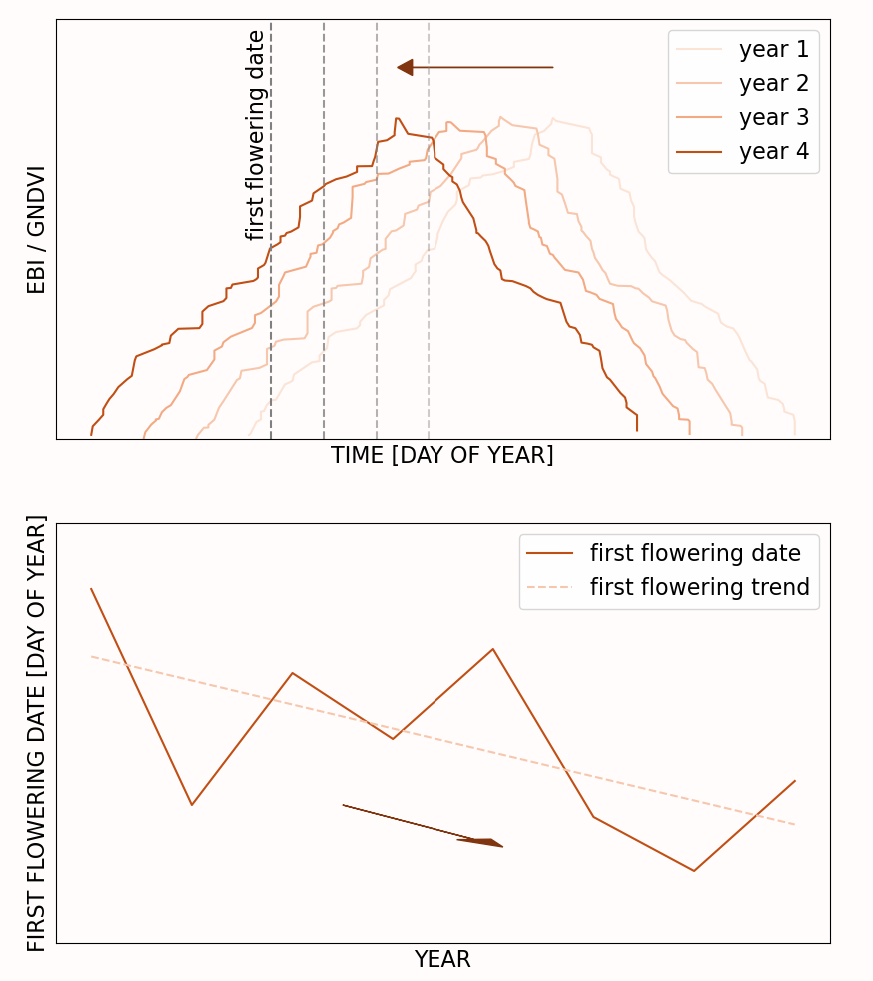 first flowering date
year 1
year 2
year 3
year 4
EBI / GNDVI
TIME [DAY OF YEAR]
first flowering date
first flowering trend
FIRST FLOWERING DATE [DAY OF YEAR]
YEAR